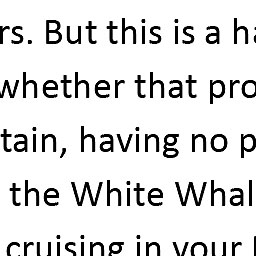 rs. But this is a ha
whether that pro
tain, having no p
the White Whal
cruising in your